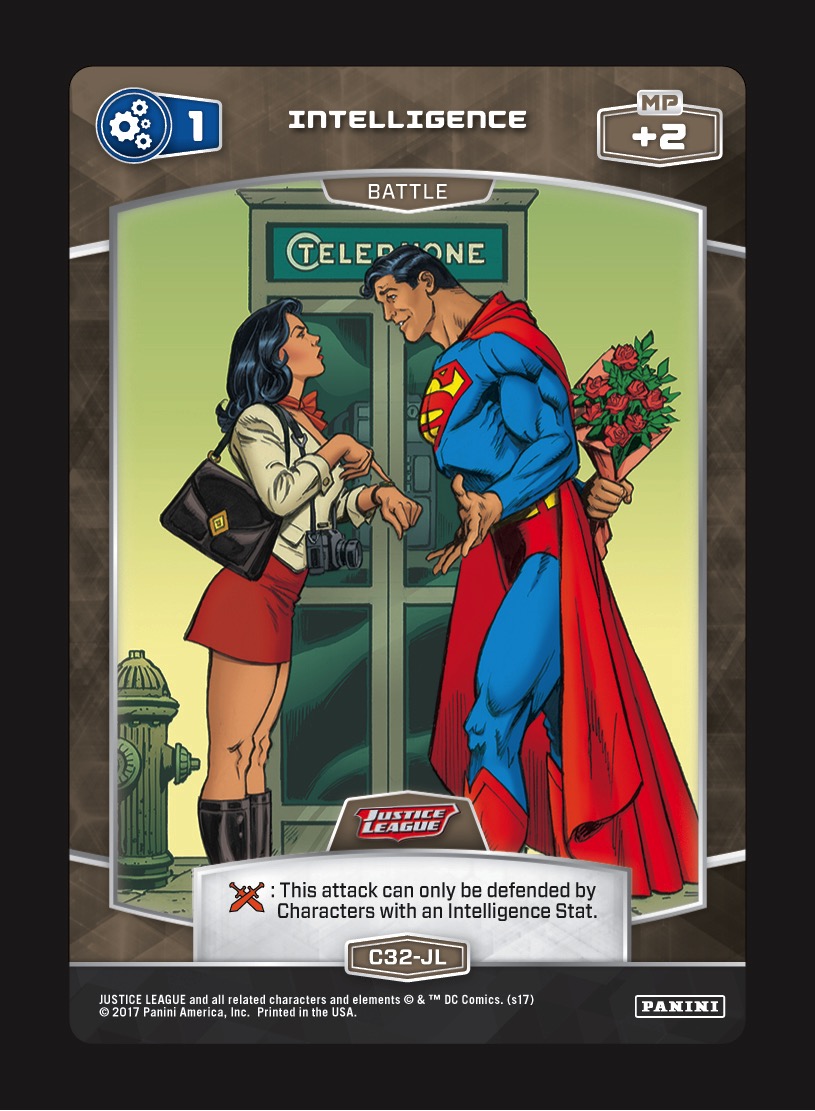 1
INTELLIGENCE
MP
+2
BATTLE
TELEPHONE
JUSTICE
LEAGUE
: This attack can only be defended by
Characters with an Intelligence Stat.
C32-JL
JUSTICE LEAGUE and all related characters and elements © & ™ DC Comics. (s17)
© 2017 Panini America, Inc.  Printed in the USA.
PANINI